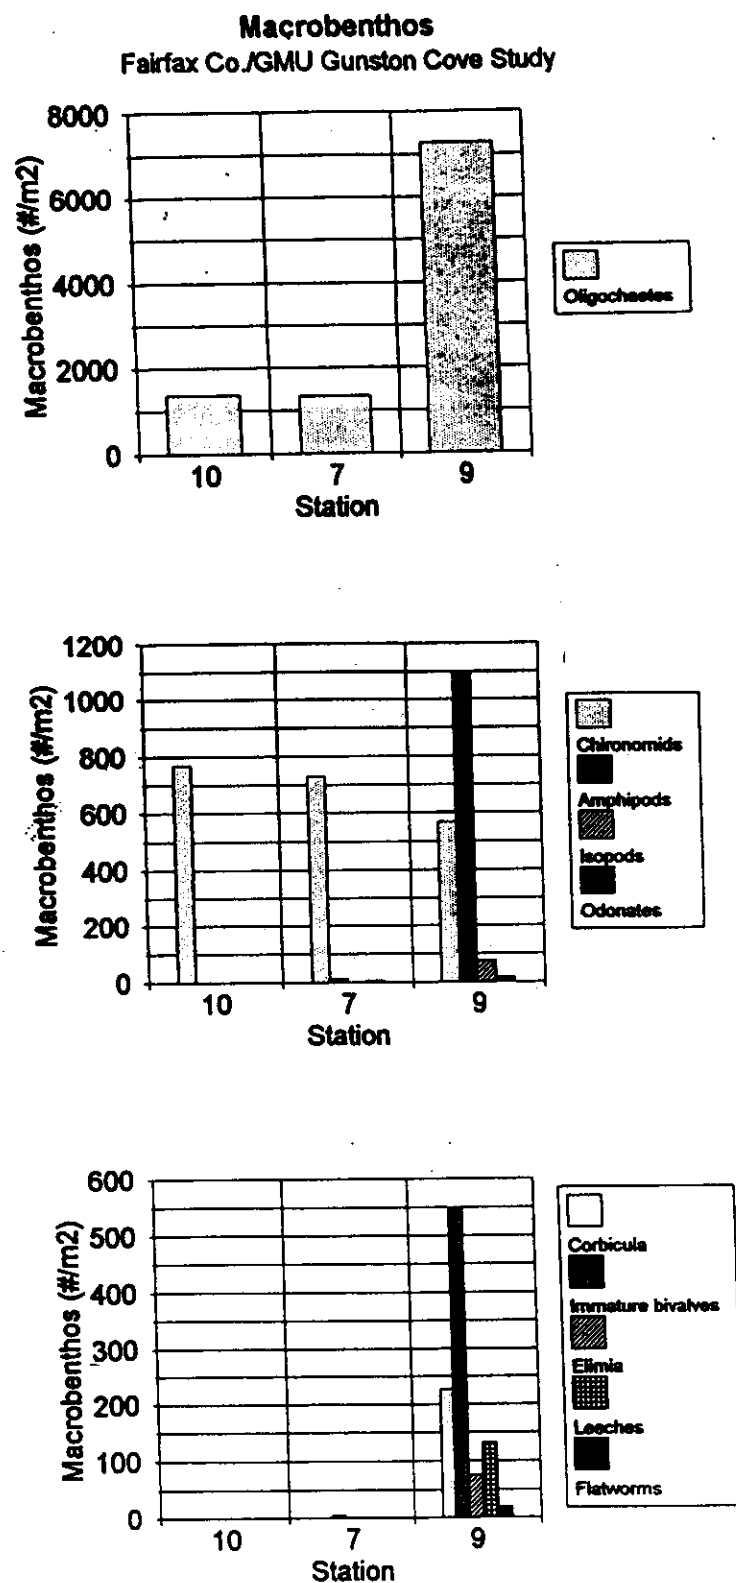 Macrobenthos
Fairfax Co./GMU Gunston Cove Study
8000
6000
4000
2000
0
Macrobenthos (#/m2)
10 7 9
Station
Oligochaetes
1200
1000
800
600
400
200
0
Macrobenthos (#/m2)
10 7 9
Station
Chironomids
Amphipods
Isopods
Odonates
600
500
400
300
200
100
0
Macrobenthos (#/m2)
10 7 9
Station
Corbicula
Immature bivalves
Elimia
Leeches
Flatworms